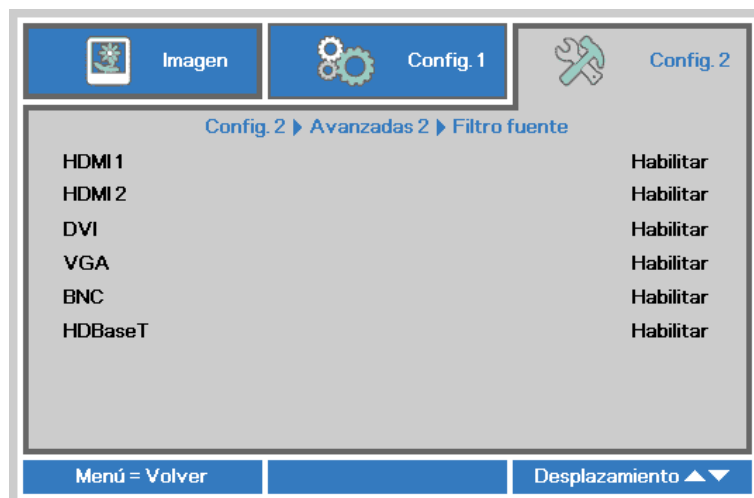 Imagen Config. 1 Config. 2
Config. 2 ▶ Avanzadas 2 ▶ Filtro fuente
HDMI 1 Habilitar
HDMI 2 Habilitar
DVI Habilitar
VGA Habilitar
BNC Habilitar
HDBaseT Habilitar
Menú = Volver Desplazamiento ▲▼